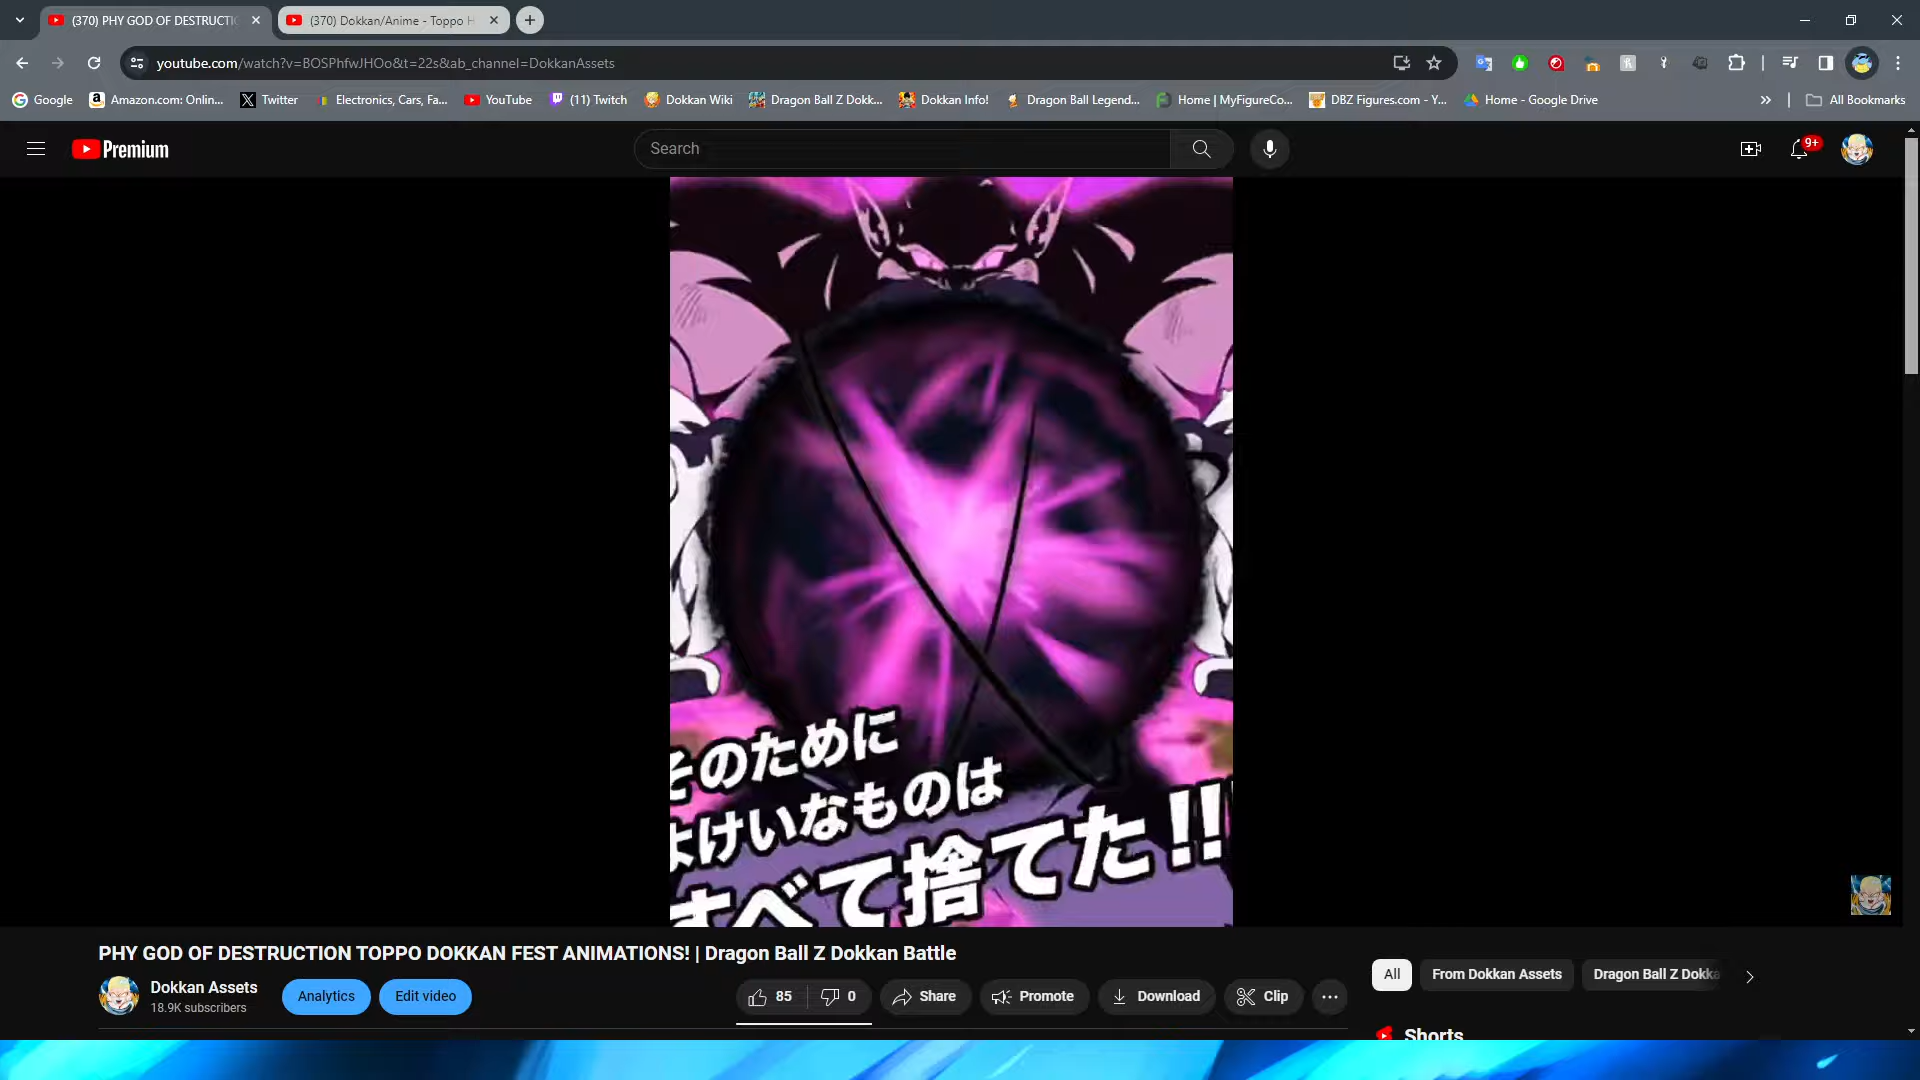 (370) PHY GOD OF DESTRUCTI
(370) Dokkan/Anime - Toppo H
youtube.com/watch?v=BOSPhfwJHOo&t=22s&ab_channel=DokkanAssets
Google
Amazon.com: Onlin...
Twitter
Electronics, Cars, Fa...
YouTube
(11) Twitch
Dokkan Wiki
Dragon Ball Z Dokk...
Dokkan Info!
Dragon Ball Legend...
Home | MyFigureCo...
DBZ Figures.com - Y...
Home - Google Drive
All Bookmarks
Premium
Search
9+
そのために
よけいなものは
すべて捨てた!!
PHY GOD OF DESTRUCTION TOPPO DOKKAN FEST ANIMATIONS! | Dragon Ball Z Dokkan Battle
Dokkan Assets
18.9K subscribers
Analytics
Edit video
85
0
Share
Promote
Download
Clip
All
From Dokkan Assets
Dragon Ball Z Dokka
Shorts